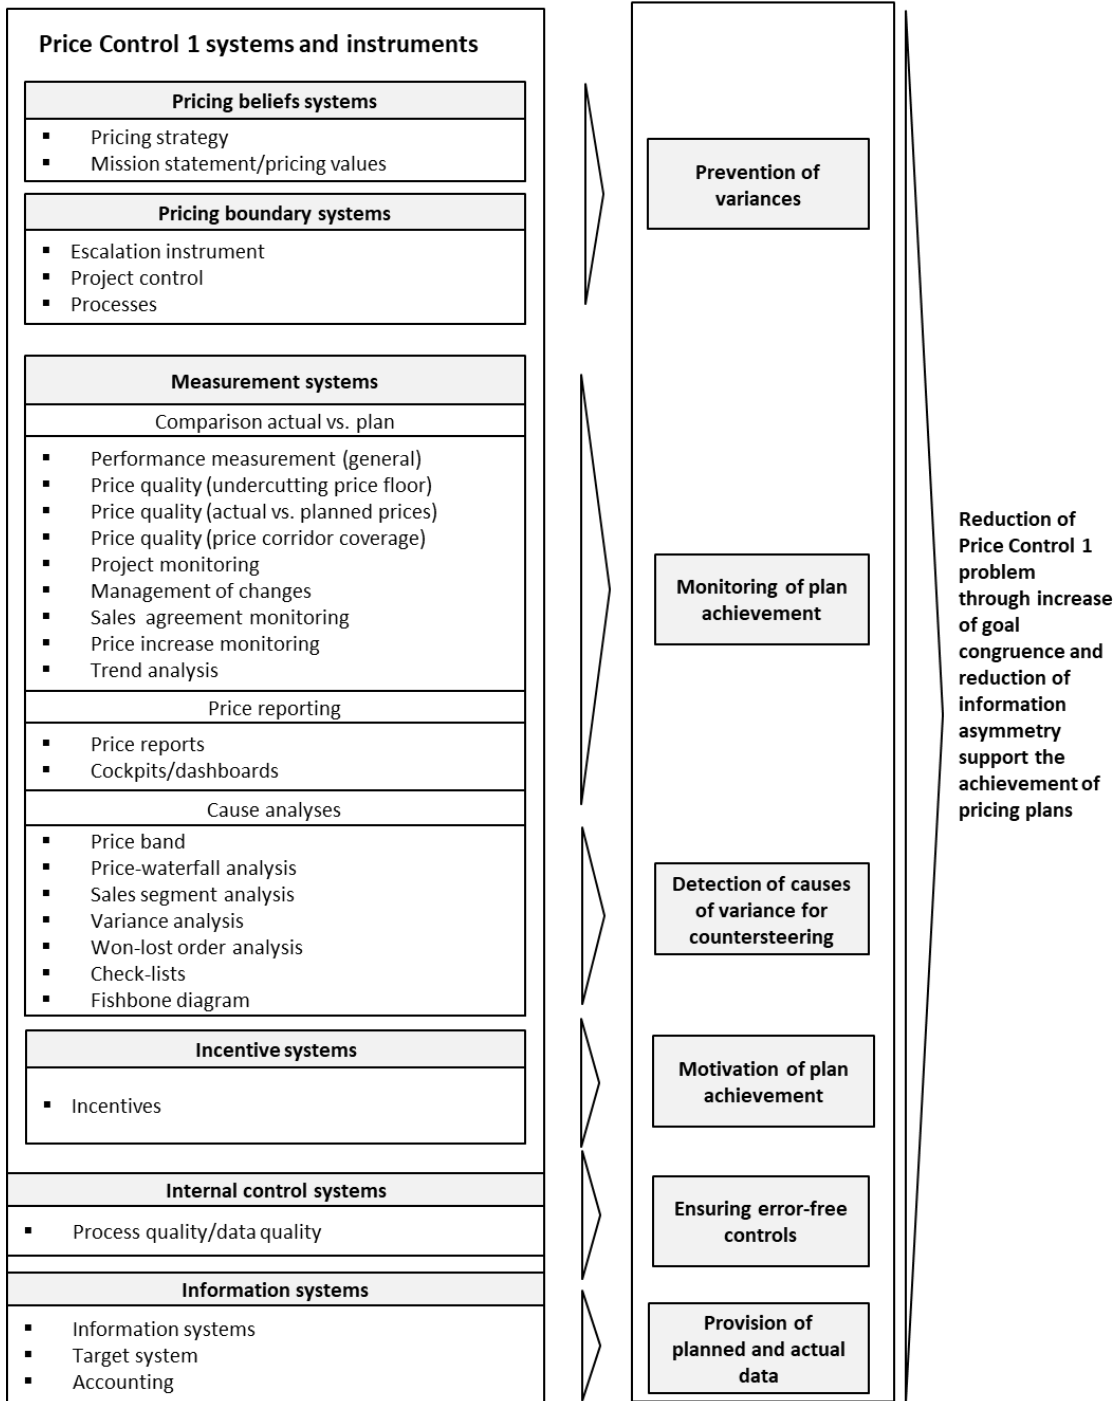 Price Control 1 systems and instruments
Pricing beliefs systems
▪ Pricing strategy
▪ Mission statement/pricing values
Pricing boundary systems
▪ Escalation instrument
▪ Project control
▪ Processes
Prevention of
variances
Measurement systems
Comparison actual vs. plan
▪ Performance measurement (general)
▪ Price quality (undercutting price floor)
▪ Price quality (actual vs. planned prices)
▪ Price quality (price corridor coverage)
▪ Project monitoring
▪ Management of changes
▪ Sales agreement monitoring
▪ Price increase monitoring
▪ Trend analysis
Price reporting
▪ Price reports
▪ Cockpits/dashboards
Monitoring of plan
achievement
Cause analyses
▪ Price band
▪ Price-waterfall analysis
▪ Sales segment analysis
▪ Variance analysis
▪ Won-lost order analysis
▪ Check-lists
▪ Fishbone diagram
Detection of causes
of variance for
countersteering
Incentive systems
▪ Incentives
Motivation of plan
achievement
Internal control systems
▪ Process quality/data quality
Ensuring error-free
controls
Information systems
▪ Information systems
▪ Target system
▪ Accounting
Provision of
planned and actual
data
Reduction of
Price Control 1
problem
through increase
of goal
congruence and
reduction of
information
asymmetry
support the
achievement of
pricing plans